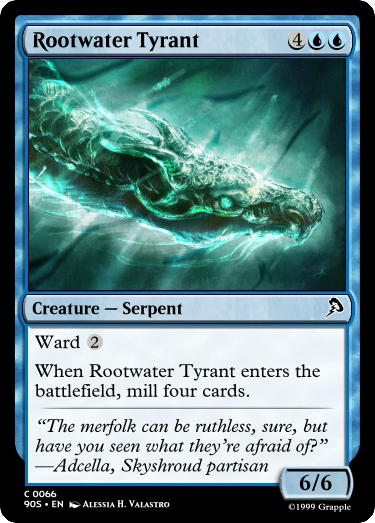 Rootwater Tyrant 4
Creature — Serpent
Ward 2
When Rootwater Tyrant enters the
battlefield, mill four cards.
“The merfolk can be ruthless, sure, but
have you seen what they’re afraid of?”
—Adcella, Skyshroud partisan
6/6
C 0066
90S • EN Alessia H. Valastro
©1999 Grapple